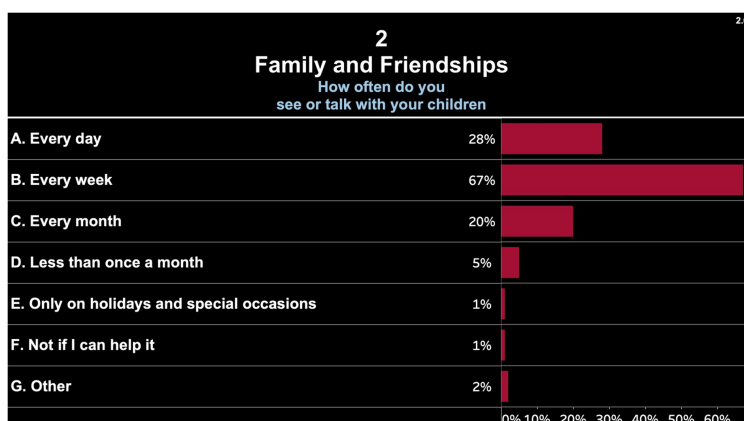 2
Family and Friendships
How often do you
see or talk with your children
A. Every day 28%
B. Every week 67%
C. Every month 20%
D. Less than once a month 5%
E. Only on holidays and special occasions 1%
F. Not if I can help it 1%
G. Other 2%
0% 10% 20% 30% 40% 50% 60%